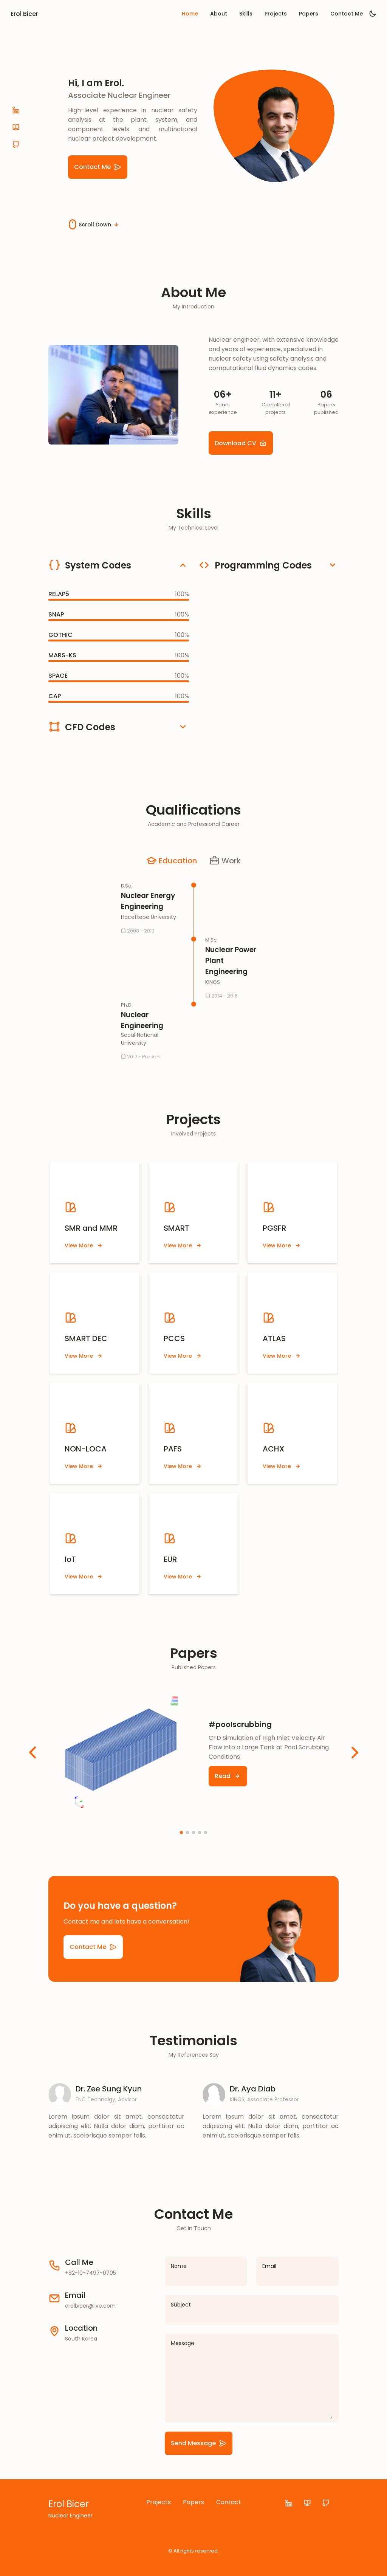 Erol Bicer
Home About Skills Projects Papers Contact Me
Hi, I am Erol.
Associate Nuclear Engineer
High-level experience in nuclear safety
analysis at the plant, system, and
component levels and multinational
nuclear project development.
Contact Me
Scroll Down
About Me
My Introduction
Nuclear engineer, with extensive knowledge
and years of experience, specialized in
nuclear safety using safety analysis and
computational fluid dynamics codes.
06+ 11+ 06
Years Completed Papers
experience projects published
Download CV
Skills
My Technical Level
System Codes
RELAP5 100%
SNAP 100%
GOTHIC 100%
MARS-KS 100%
SPACE 100%
CAP 100%
CFD Codes
Programming Codes
Qualifications
Academic and Professional Career
Education Work
B.Sc.
Nuclear Energy
Engineering
Hacettepe University
M.Sc.
Nuclear Power
Plant
Engineering
KINGS
2014 - 2016
Ph.D.
Nuclear
Engineering
Seoul National
University
2017 - Present
Projects
Involved Projects
SMR and MMR
View More
SMART
View More
PGSFR
View More
SMART DEC
View More
PCCS
View More
ATLAS
View More
NON-LOCA
View More
PAFS
View More
ACHX
View More
IoT
View More
EUR
View More
Papers
Published Papers
#poolscrubbing
CFD Simulation of High Inlet Velocity Air
Flow into a Large Tank at Pool Scrubbing
Conditions
Read
Do you have a question?
Contact me and lets have a conversation!
Contact Me
Testimonials
My References Say
Dr. Zee Sung Kyun
FNC Technology, Advisor
Lorem ipsum dolor sit amet, consectetur
adipiscing elit. Nulla dolor diam, porttitor ac
enim ut, scelerisque semper felis.
Dr. Aya Diab
KINGS, Associate Professor
Lorem ipsum dolor sit amet, consectetur
adipiscing elit. Nulla dolor diam, porttitor ac
enim ut, scelerisque semper felis.
Contact Me
Get in Touch
Call Me
+82-10-7497-0705
Email
erolbicer@live.com
Location
South Korea
Name
Email
Subject
Message
Send Message
Erol Bicer
Nuclear Engineer
Projects Papers Contact
© All rights reserved